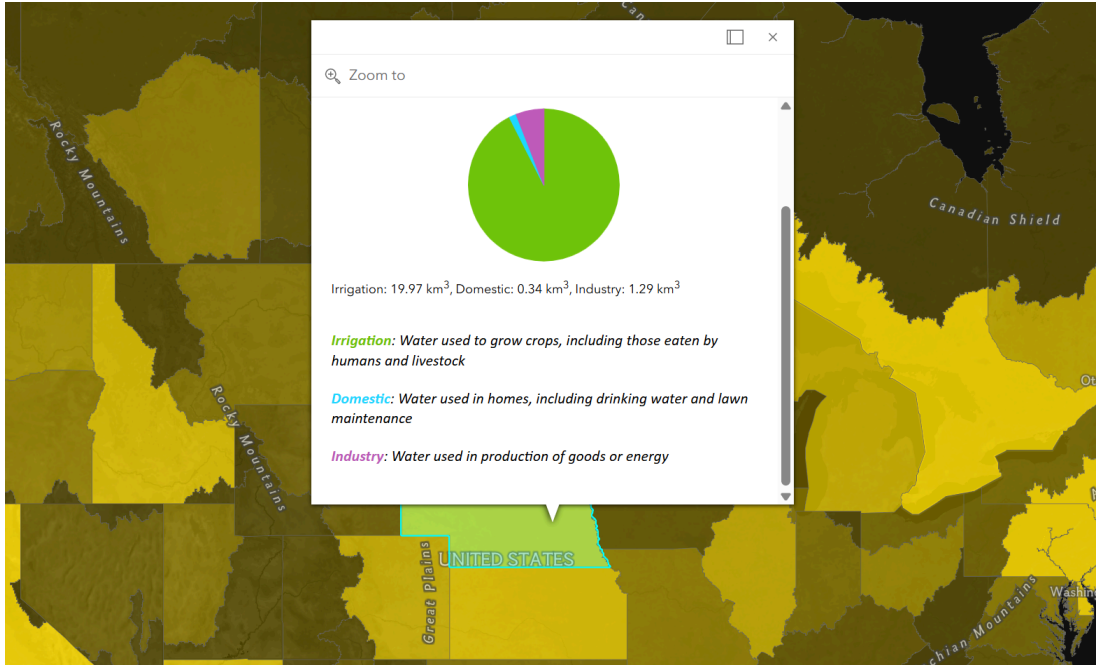 Zoom to
Irrigation: 19.97 km³, Domestic: 0.34 km³, Industry: 1.29 km³
Irrigation: Water used to grow crops, including those eaten by
humans and livestock
Domestic: Water used in homes, including drinking water and lawn
maintenance
Industry: Water used in production of goods or energy
Rocky Mountains
Canadian Shield
Rocky Mountains
UNITED STATES
Great Plains